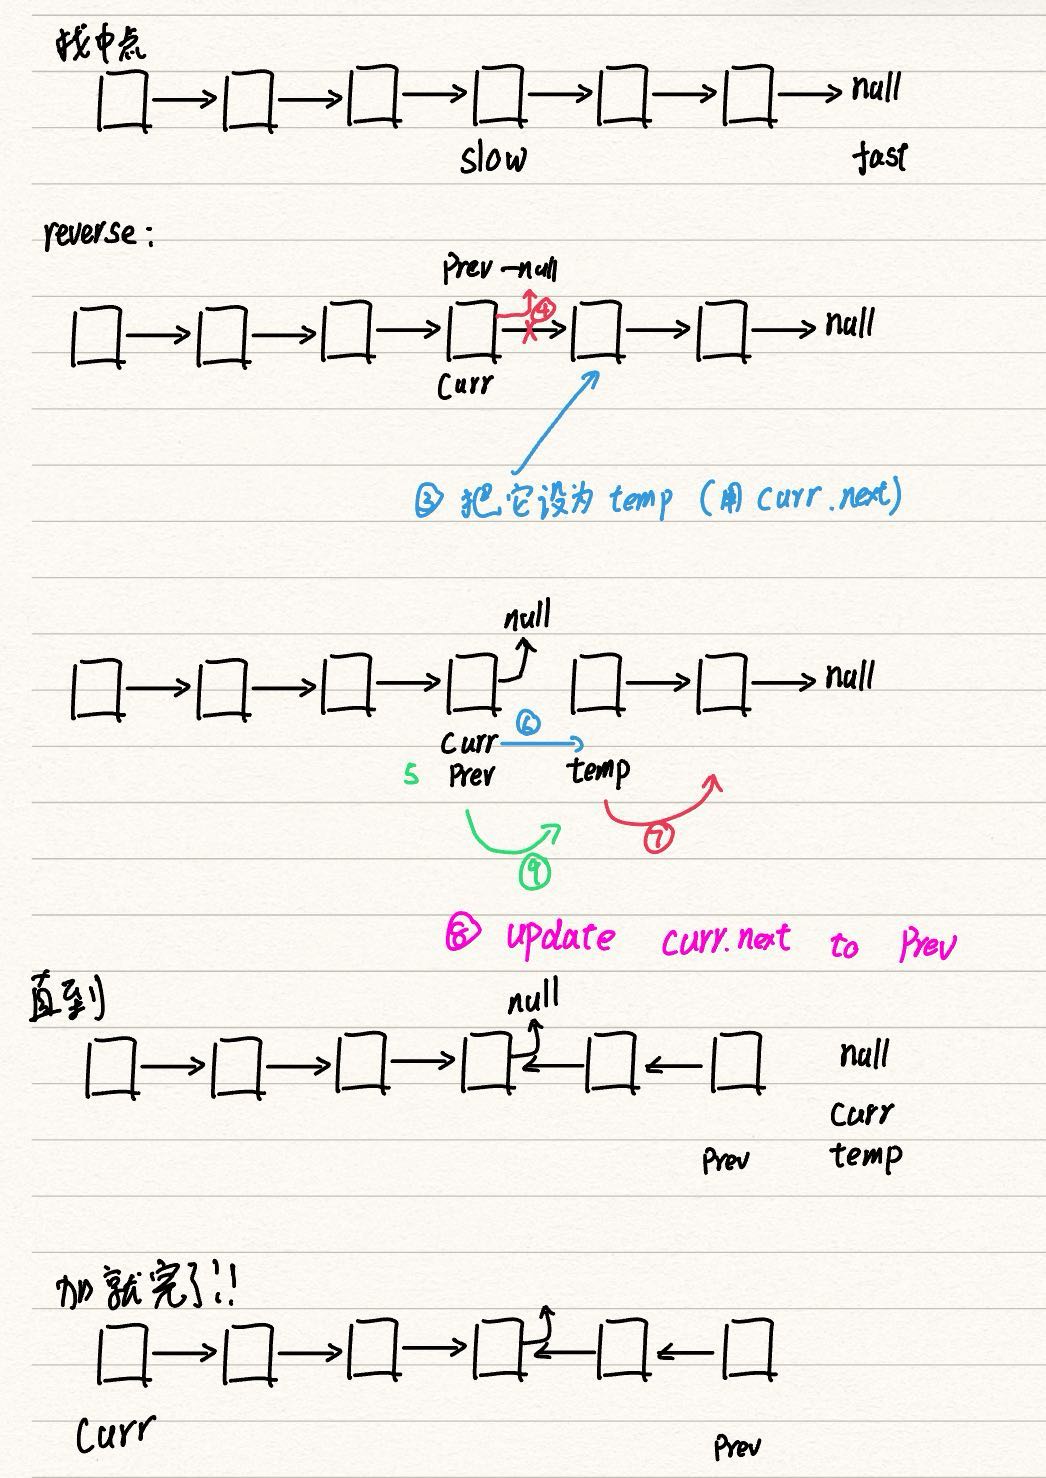 找中点
null
slow fast
reverse:
Prev -null
④
null
Curr
③ 把它设为 temp (用 curr.next)
null
null
Curr ⑥
5 Prev temp
⑦
⑨
⑧ update curr.next to Prev
直到
null
null
Curr
Prev temp
加就完了!!
Curr
Prev